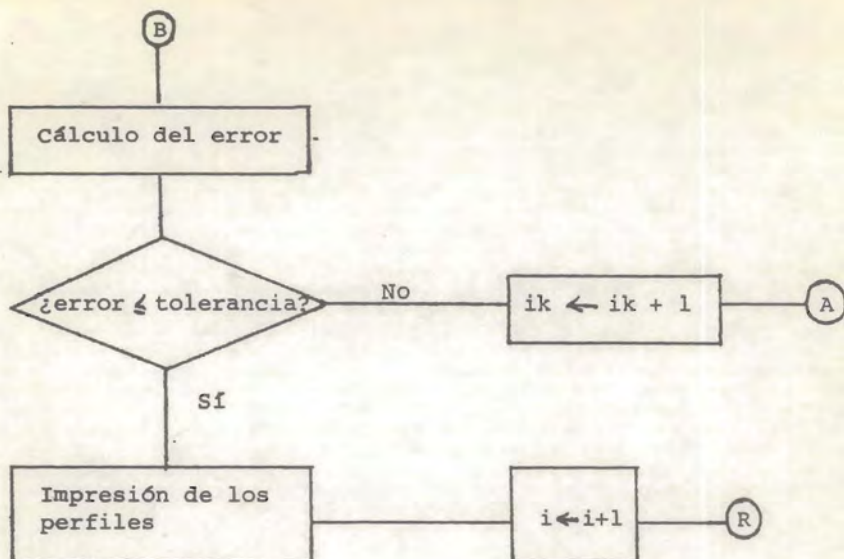 B
Cálculo del error
¿error ≤ tolerancia?
No
ik ← ik + 1
A
Sí
Impresión de los
perfiles
i←i+1
R